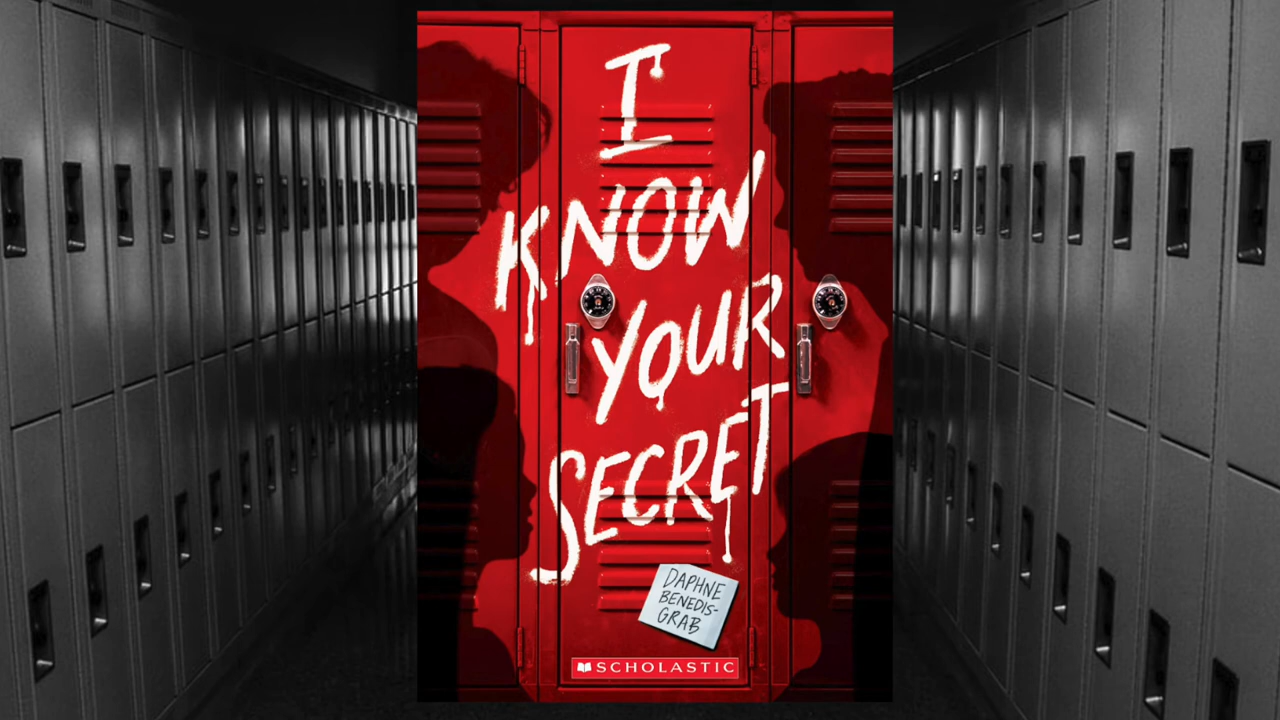 I
KNOW
YOUR
SECRET
DAPHNE
BENEDIS-
GRAB
SCHOLASTIC